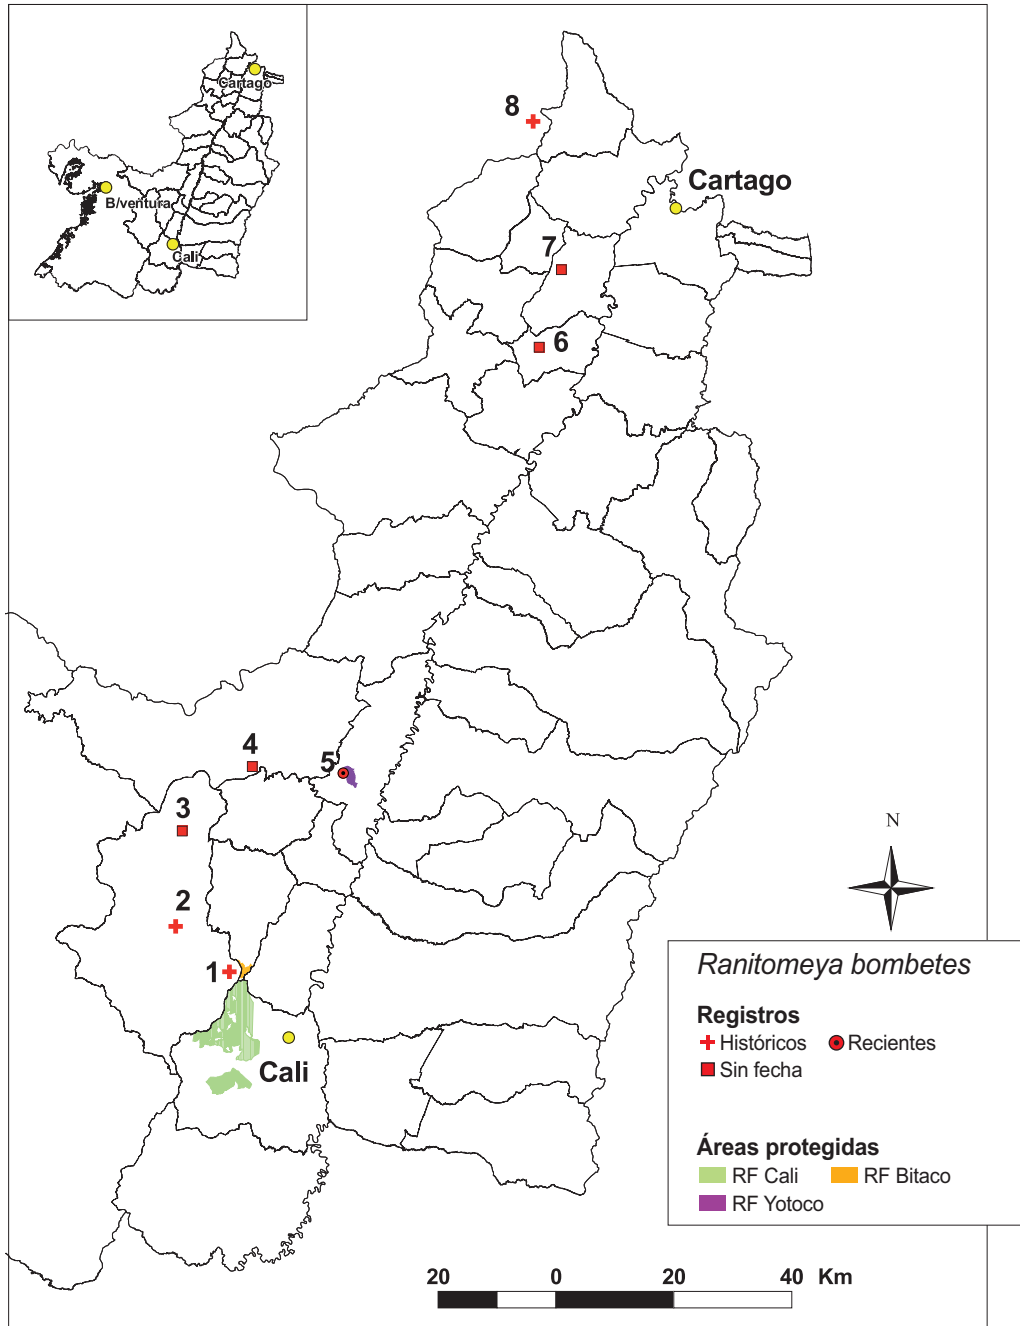 Cartago
B/ventura
Cali
8
Cartago
7
6
4
5
3
2
1
Cali
N
Ranitomeya bombetes
Registros
Históricos Recientes
Sin fecha
Áreas protegidas
RF Cali RF Bitaco
RF Yotoco
20 0 20 40 Km